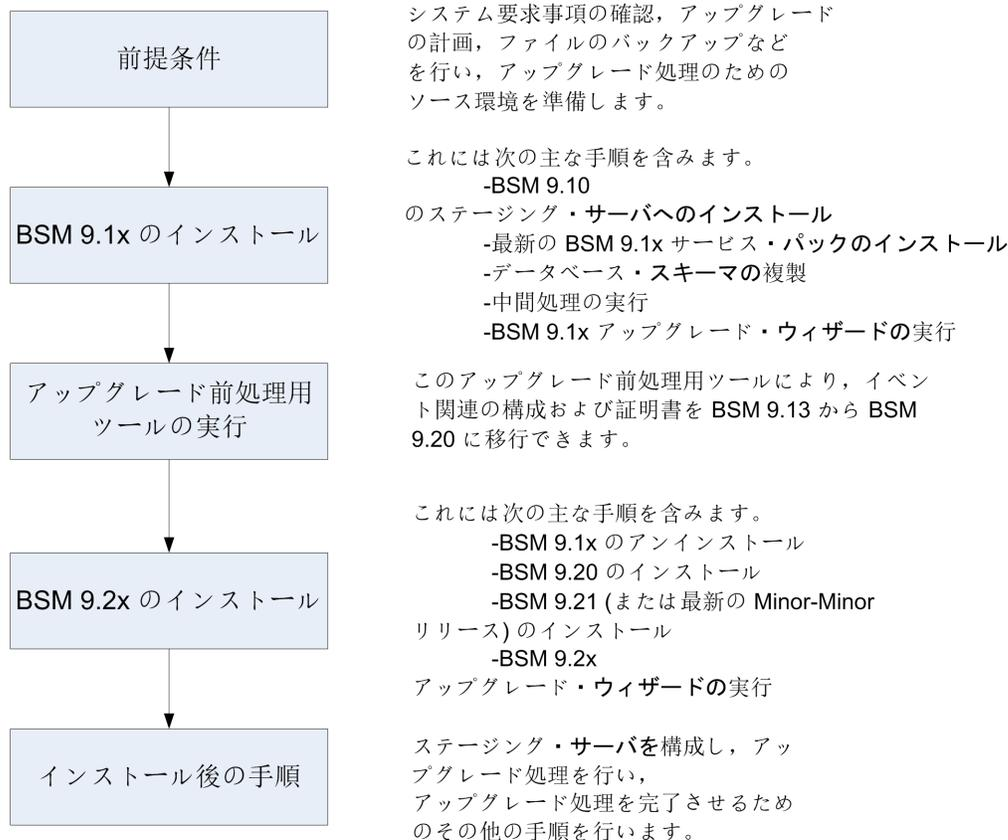 前提条件
システム要求事項の確認，アップグレード
の計画，ファイルのバックアップなど
を行い，アップグレード処理のための
ソース環境を準備します。
BSM 9.1x のインストール
これには次の主な手順を含みます。
-BSM 9.10
のステージング・サーバへのインストール
-最新の BSM 9.1x サービス・パックのインストール
-データベース・スキーマの複製
-中間処理の実行
-BSM 9.1x アップグレード・ウィザードの実行
アップグレード前処理用
ツールの実行
このアップグレード前処理用ツールにより，イベン
ト関連の構成および証明書を BSM 9.13 から BSM
9.20 に移行できます。
BSM 9.2x のインストール
これには次の主な手順を含みます。
-BSM 9.1x のアンインストール
-BSM 9.20 のインストール
-BSM 9.21 (または最新の Minor-Minor
リリース) のインストール
-BSM 9.2x
アップグレード・ウィザードの実行
インストール後の手順
ステージング・サーバを構成し，アッ
プグレード処理を行い，
アップグレード処理を完了させるため
のその他の手順を行います。